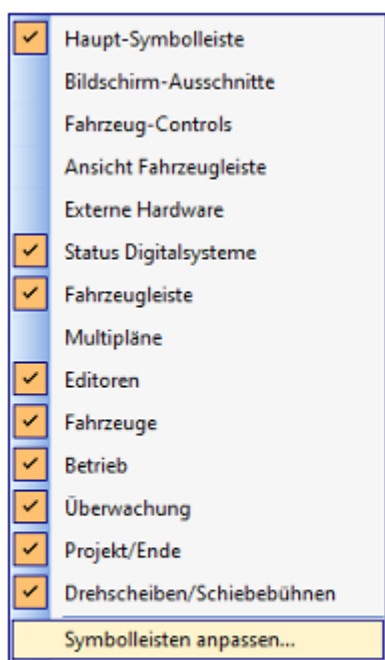 Haupt-Symbolleiste
Bildschirm-Ausschnitte
Fahrzeug-Controls
Ansicht Fahrzeugleiste
Externe Hardware
Status Digitalsysteme
Fahrzeugleiste
Multipläne
Editoren
Fahrzeuge
Betrieb
Überwachung
Projekt/Ende
Drehscheiben/Schiebebühnen
Symbolleisten anpassen...